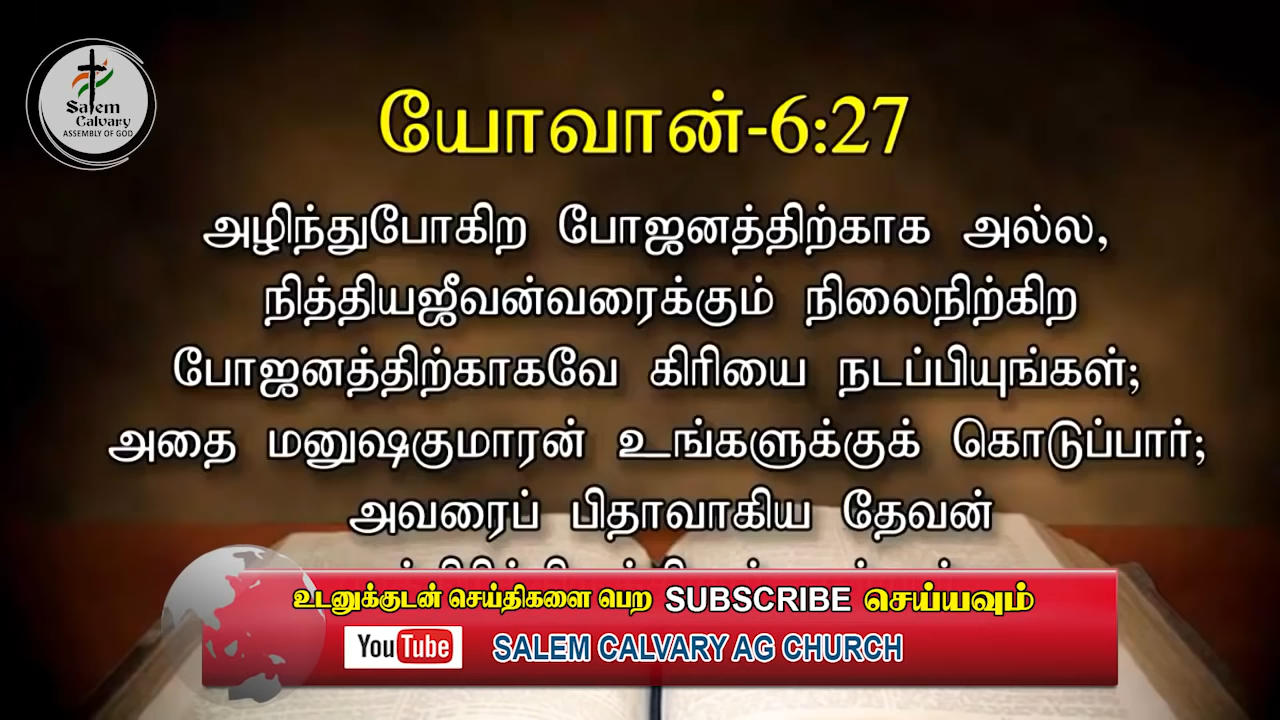 Salem
Calvary
ASSEMBLY OF GOD
யோவான்-6:27
அழிந்துபோகிற போஜனத்திற்காக அல்ல,
நித்தியஜீவன்வரைக்கும் நிலைநிற்கிற
போஜனத்திற்காகவே கிரியை நடப்பியுங்கள்;
அதை மனுஷகுமாரன் உங்களுக்குக் கொடுப்பார்;
அவரைப் பிதாவாகிய தேவன்
உடனுக்குடன் செய்திகளை பெற SUBSCRIBE செய்யவும்
YouTube SALEM CALVARY AG CHURCH